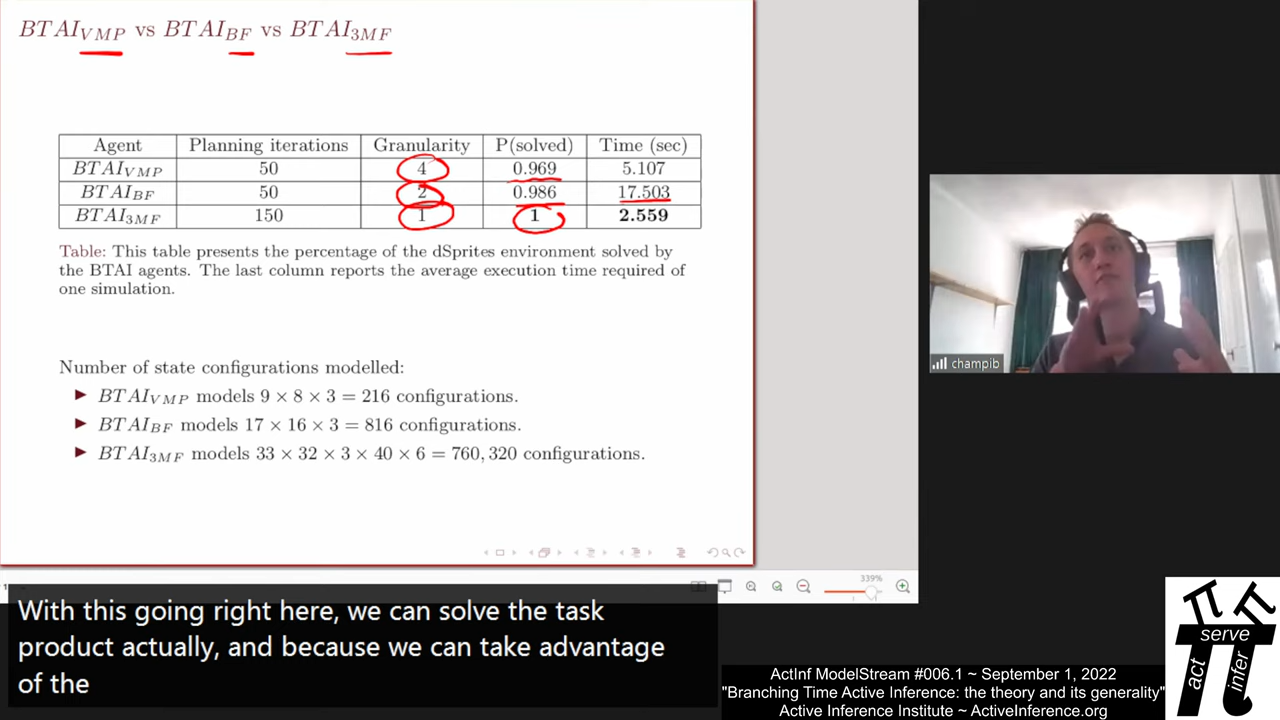 BTAI_VMP vs BTAI_BF vs BTAI_3MF
Agent Planning iterations Granularity P(solved) Time (sec)
BTAI_VMP 50 4 0.969 5.107
BTAI_BF 50 2 0.986 17.503
BTAI_3MF 150 1 1 2.559
Table: This table presents the percentage of the dSprites environment solved by
the BTAI agents. The last column reports the average execution time required of
one simulation.
Number of state configurations modelled:
BTAI_VMP models 9 × 8 × 3 = 216 configurations.
BTAI_BF models 17 × 16 × 3 = 816 configurations.
BTAI_3MF models 33 × 32 × 3 × 40 × 6 = 760, 320 configurations.
339%
champib
With this going right here, we can solve the task
product actually, and because we can take advantage
of the
ActInf ModelStream #006.1 ~ September 1, 2022
"Branching Time Active Inference: the theory and its generality"
Active Inference Institute ~ ActiveInference.org
serve
act
infer